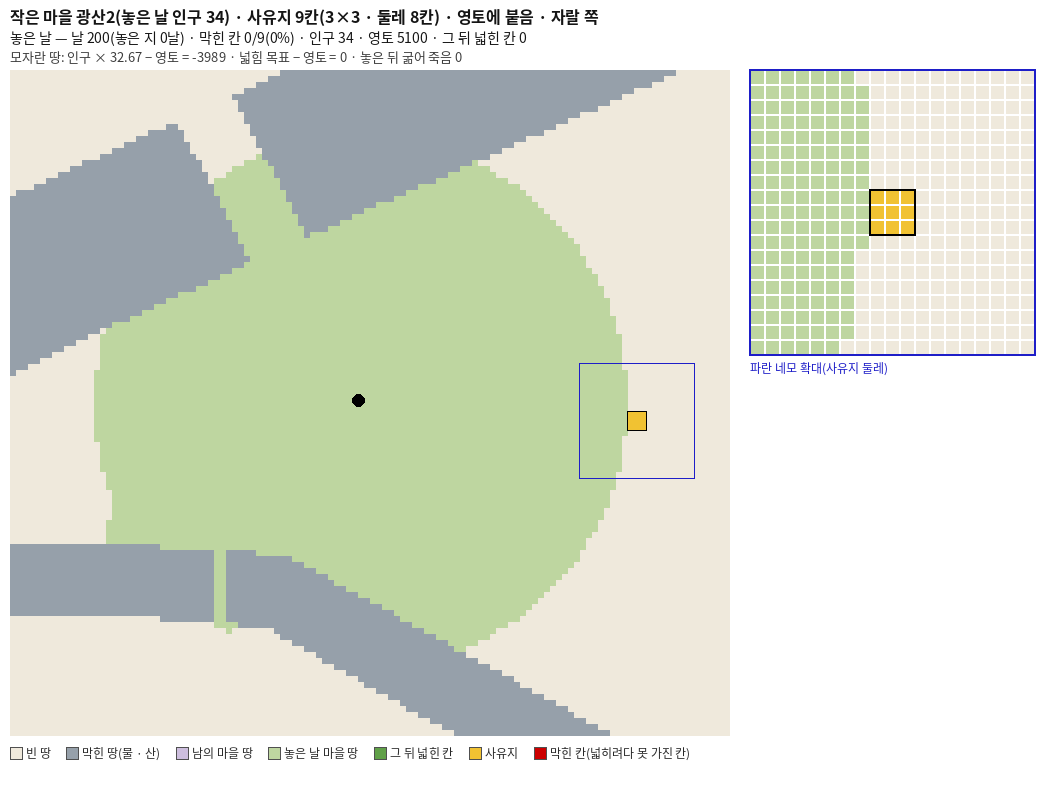 작은 마을 광산2(놓은 날 인구 34) · 사유지 9칸(3×3 · 둘레 8칸) · 영토에 붙음 · 자랄 쪽
놓은 날 — 날 200(놓은 지 0날) · 막힌 칸 0/9(0%) · 인구 34 · 영토 5100 · 그 뒤 넓힌 칸 0
모자란 땅: 인구 × 32.67 − 영토 = -3989 · 넓힘 목표 − 영토 = 0 · 놓은 뒤 굶어 죽음 0
파란 네모 확대(사유지 둘레)
빈 땅 막힌 땅(물 · 산) 남의 마을 땅 놓은 날 마을 땅 그 뒤 넓힌 칸 사유지 막힌 칸(넓히려다 못 가진 칸)